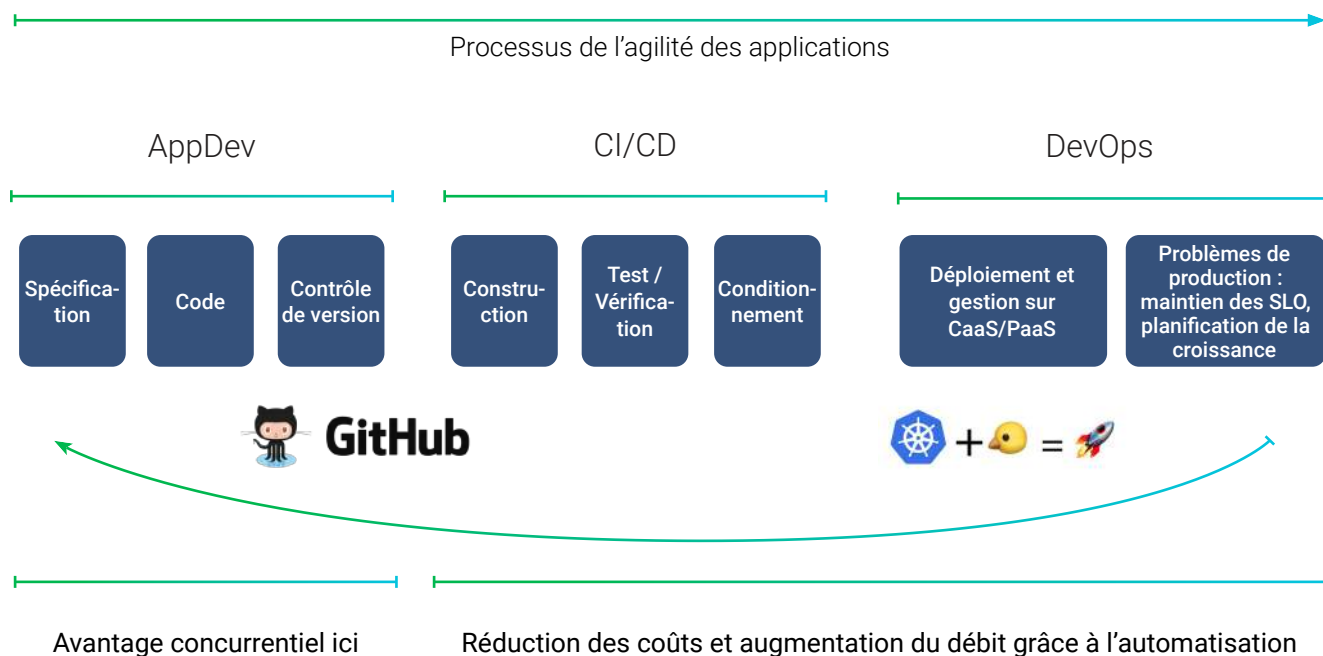 Processus de l’agilité des applications
AppDev
CI/CD
DevOps
Spécifica-
tion
Code
Contrôle
de version
Constru-
ction
Test /
Vérifica-
tion
Condition-
nement
Déploiement et
gestion sur
CaaS/PaaS
Problèmes de
production :
maintien des SLO,
planification de la
croissance
GitHub
+ =
Avantage concurrentiel ici
Réduction des coûts et augmentation du débit grâce à l’automatisation